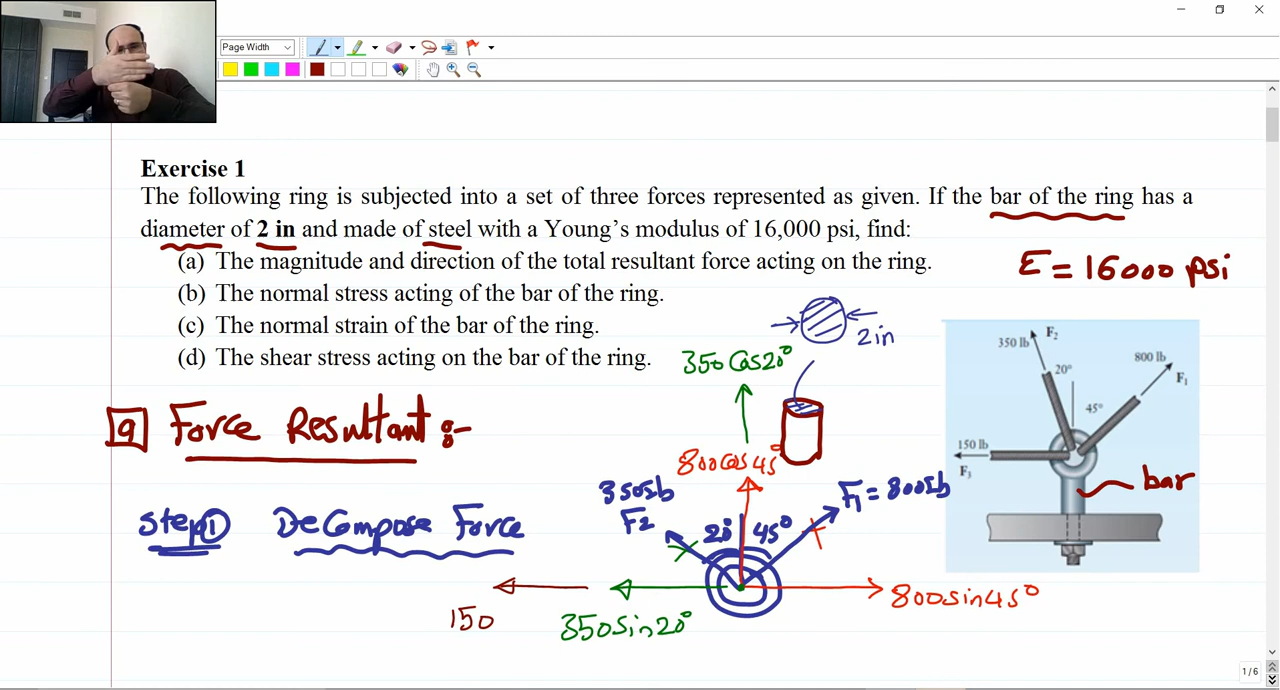 Page Width
Exercise 1
The following ring is subjected into a set of three forces represented as given. If the bar of the ring has a
diameter of 2 in and made of steel with a Young's modulus of 16,000 psi, find:
(a) The magnitude and direction of the total resultant force acting on the ring.
E = 16000 psi
(b) The normal stress acting of the bar of the ring.
(c) The normal strain of the bar of the ring.
2in
(d) The shear stress acting on the bar of the ring.
350 Cos20°
350 lb
F2
20°
800 lb
F1
45°
150 lb
F3
bar
a Force Resultant :-
800Cos45°
Step① DeCompose Force
350lb
F2
20
45°
F1 = 800lb
150
350Sin20°
800sin45°
1/6